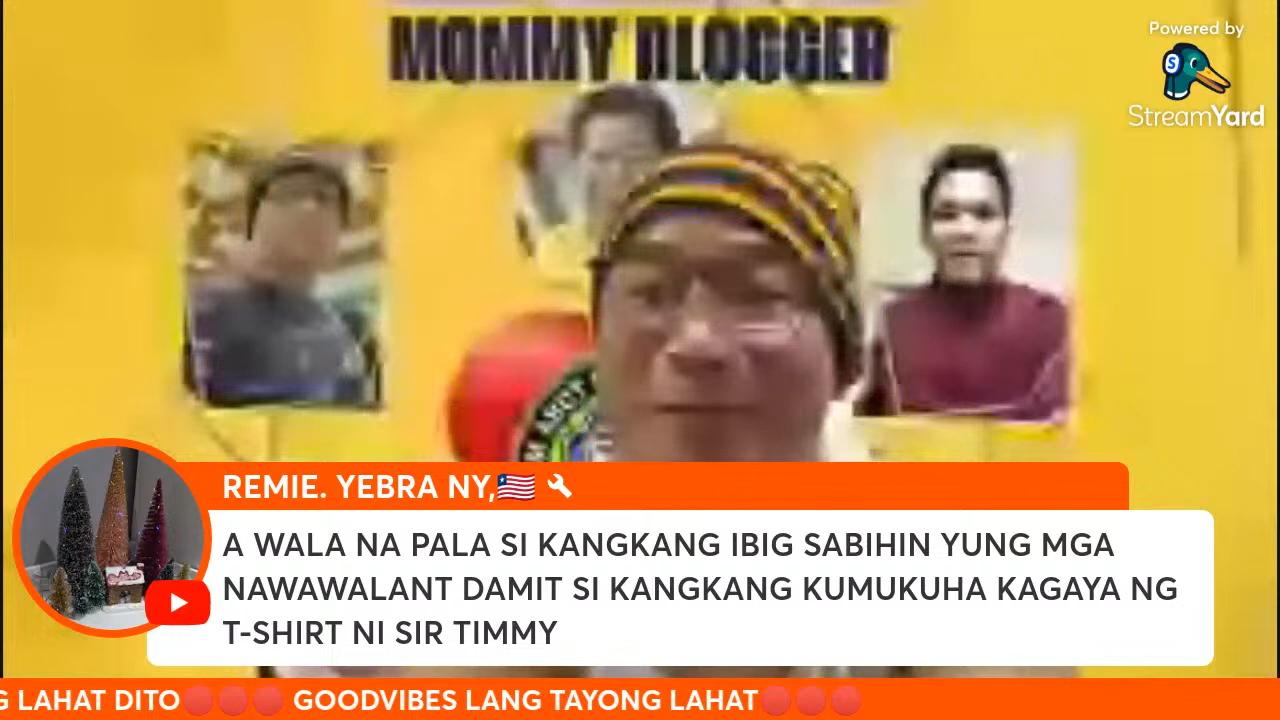 MOMMY BLOGGER
Powered by
StreamYard
REMIE. YEBRA NY,🇱🇷 🔧
A WALA NA PALA SI KANGKANG IBIG SABIHIN YUNG MGA
NAWAWALANT DAMIT SI KANGKANG KUMUKUHA KAGAYA NG
T-SHIRT NI SIR TIMMY
LAHAT DITO🔴🔴🔴 GOODVIBES LANG TAYONG LAHAT🔴🔴🔴